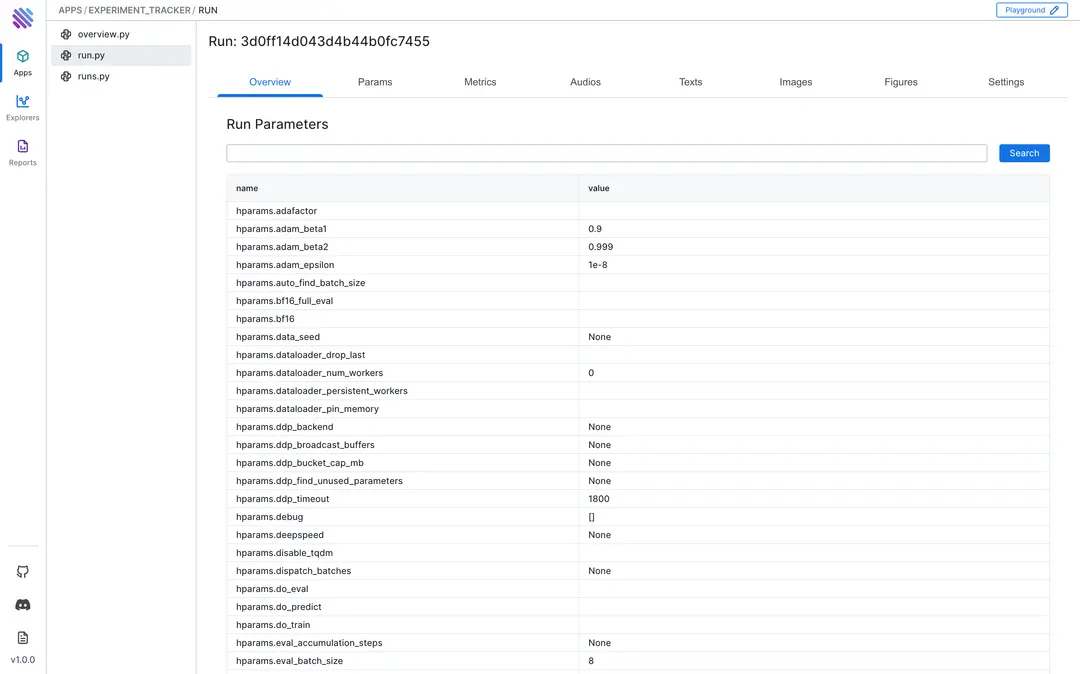 APPS / EXPERIMENT_TRACKER / RUN
Playground
Apps
Explorers
Reports
v1.0.0
overview.py
run.py
runs.py
Run: 3d0ff14d043d4b44b0fc7455
Overview Params Metrics Audios Texts Images Figures Settings
Run Parameters
Search
name value
hparams.adafactor
hparams.adam_beta1 0.9
hparams.adam_beta2 0.999
hparams.adam_epsilon 1e-8
hparams.auto_find_batch_size
hparams.bf16_full_eval
hparams.bf16
hparams.data_seed None
hparams.dataloader_drop_last
hparams.dataloader_num_workers 0
hparams.dataloader_persistent_workers
hparams.dataloader_pin_memory
hparams.ddp_backend None
hparams.ddp_broadcast_buffers None
hparams.ddp_bucket_cap_mb None
hparams.ddp_find_unused_parameters None
hparams.ddp_timeout 1800
hparams.debug []
hparams.deepspeed None
hparams.disable_tqdm
hparams.dispatch_batches None
hparams.do_eval
hparams.do_predict
hparams.do_train
hparams.eval_accumulation_steps None
hparams.eval_batch_size 8